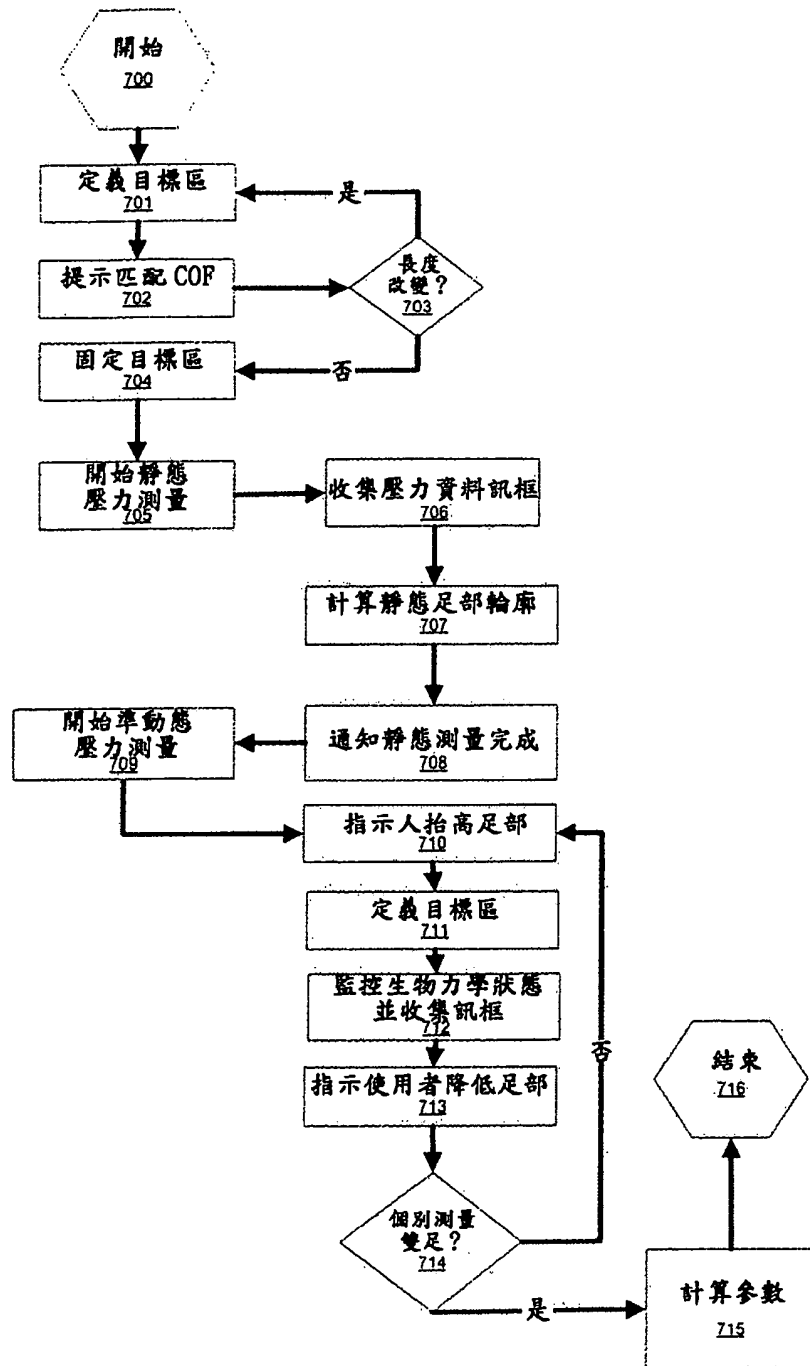 開始
700
定義目標區
701
是
提示匹配COF
702
長度
改變？
703
固定目標區
704
否
開始靜態
壓力測量
705
收集壓力資料訊框
706
計算靜態足部輪廓
707
通知靜態測量完成
708
開始準動態
壓力測量
709
指示人抬高足部
710
定義目標區
711
監控生物力學狀態
並收集訊框
712
指示使用者降低足部
713
個別測量
雙足？
714
否
是
計算參數
715
結束
716